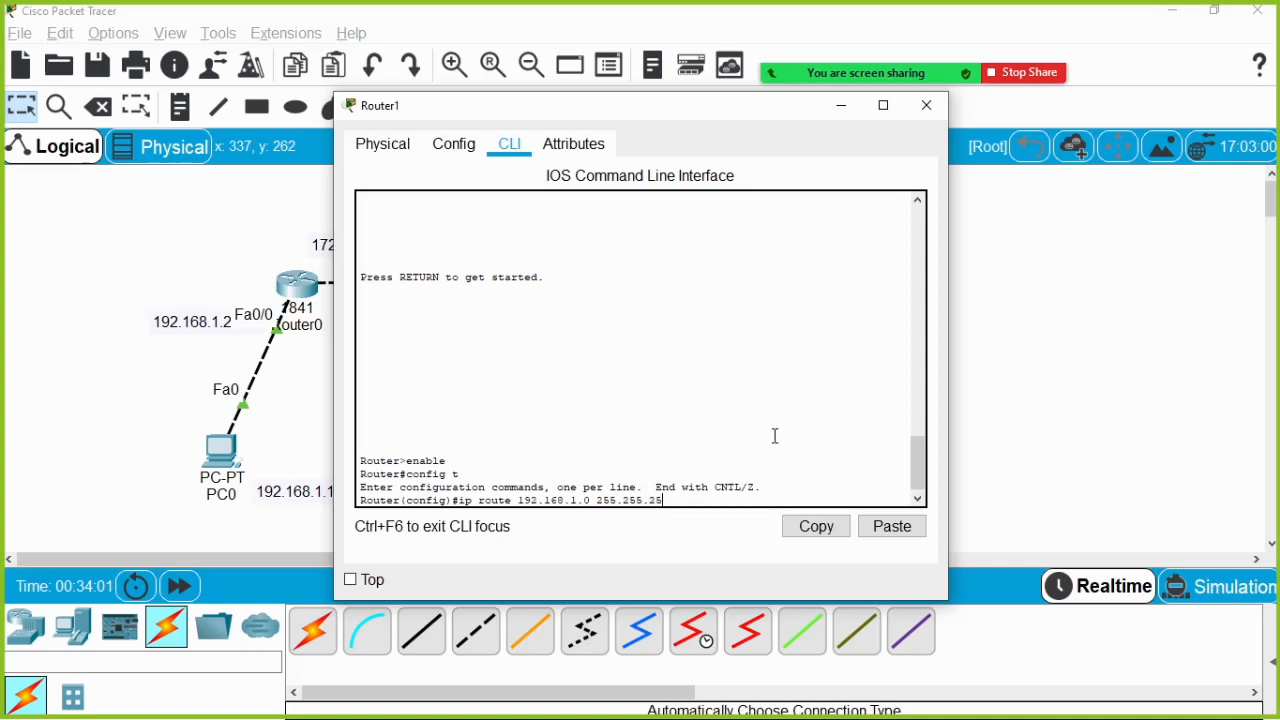 Cisco Packet Tracer
File Edit Options View Tools Extensions Help
You are screen sharing Stop Share
Logical Physical x: 337, y: 262 [Root] 17:03:00
Router1
Physical Config CLI Attributes
IOS Command Line Interface
Press RETURN to get started.
Router>enable
Router#config t
Enter configuration commands, one per line. End with CNTL/Z.
Router(config)#ip route 192.168.1.0 255.255.25
Ctrl+F6 to exit CLI focus Copy Paste
Top
172
192.168.1.2 Fa0/0
1841
Router0
Fa0
PC-PT
PC0 192.168.1.1
Time: 00:34:01 Realtime Simulation
Automatically Choose Connection Type